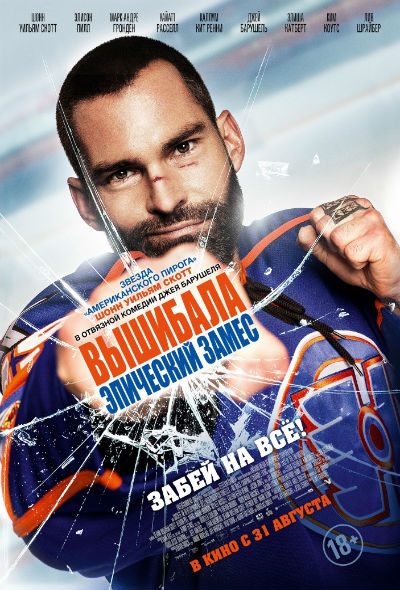 ШОНН УИЛЬЯМ СКОТТ
ЭЛИСОН ПИЛЛ
МАРК-АНДРЕ ГРОНДЕН
УАЙАТТ РАССЕЛЛ
КАЛЛУМ КИТ РЕННИ
ДЖЕЙ БАРУШЕЛЬ
ЭЛИША КАТБЕРТ
КИМ КОУТС
ЛИВ ШРАЙБЕР
ЗВЕЗДА
"АМЕРИКАНСКОГО ПИРОГА"
ШОНН УИЛЬЯМ СКОТТ
В ОТВЯЗНОЙ КОМЕДИИ ДЖЕЯ БАРУШЕЛЯ
ВЫШИБАЛА
ЭПИЧЕСКИЙ ЗАМЕС
ЗАБЕЙ НА ВСЁ!
В КИНО С 31 АВГУСТА
18+